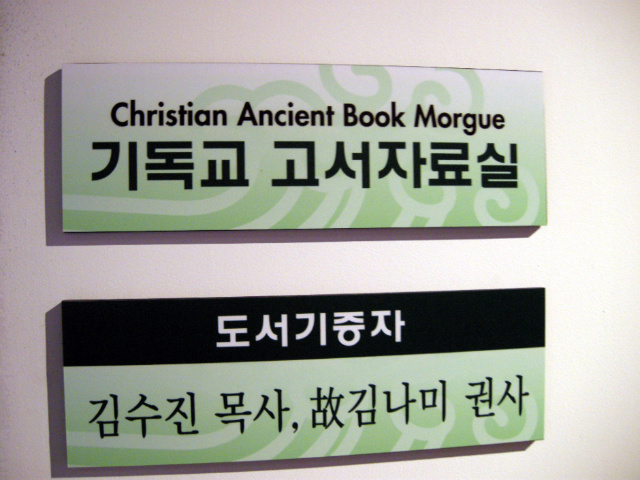 Christian Ancient Book Morgue
기독교 고서자료실
도서기증자
김수진 목사, 故김나미 권사